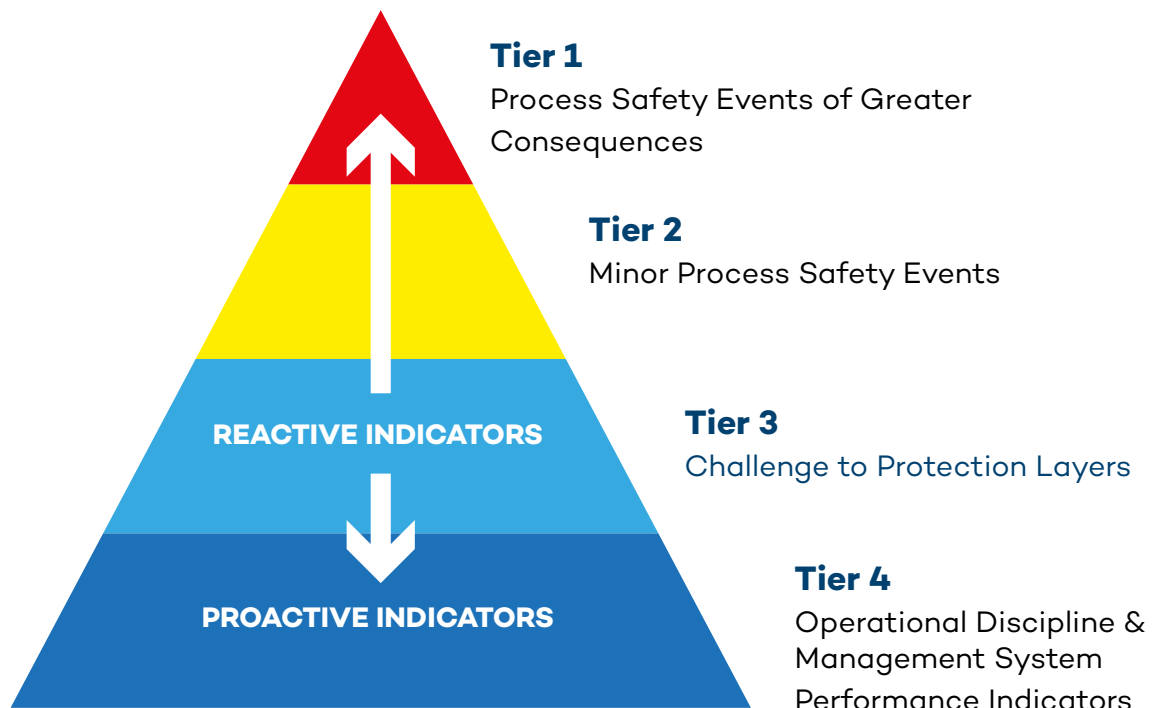 Tier 1
Process Safety Events of Greater
Consequences
Tier 2
Minor Process Safety Events
REACTIVE INDICATORS
Tier 3
Challenge to Protection Layers
PROACTIVE INDICATORS
Tier 4
Operational Discipline &
Management System
Performance Indicators